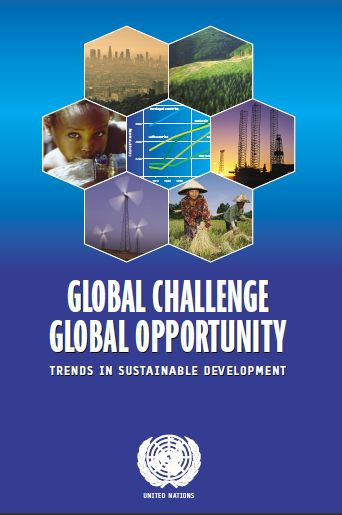 GLOBAL CHALLENGE
GLOBAL OPPORTUNITY
TRENDS IN SUSTAINABLE DEVELOPMENT
UNITED NATIONS